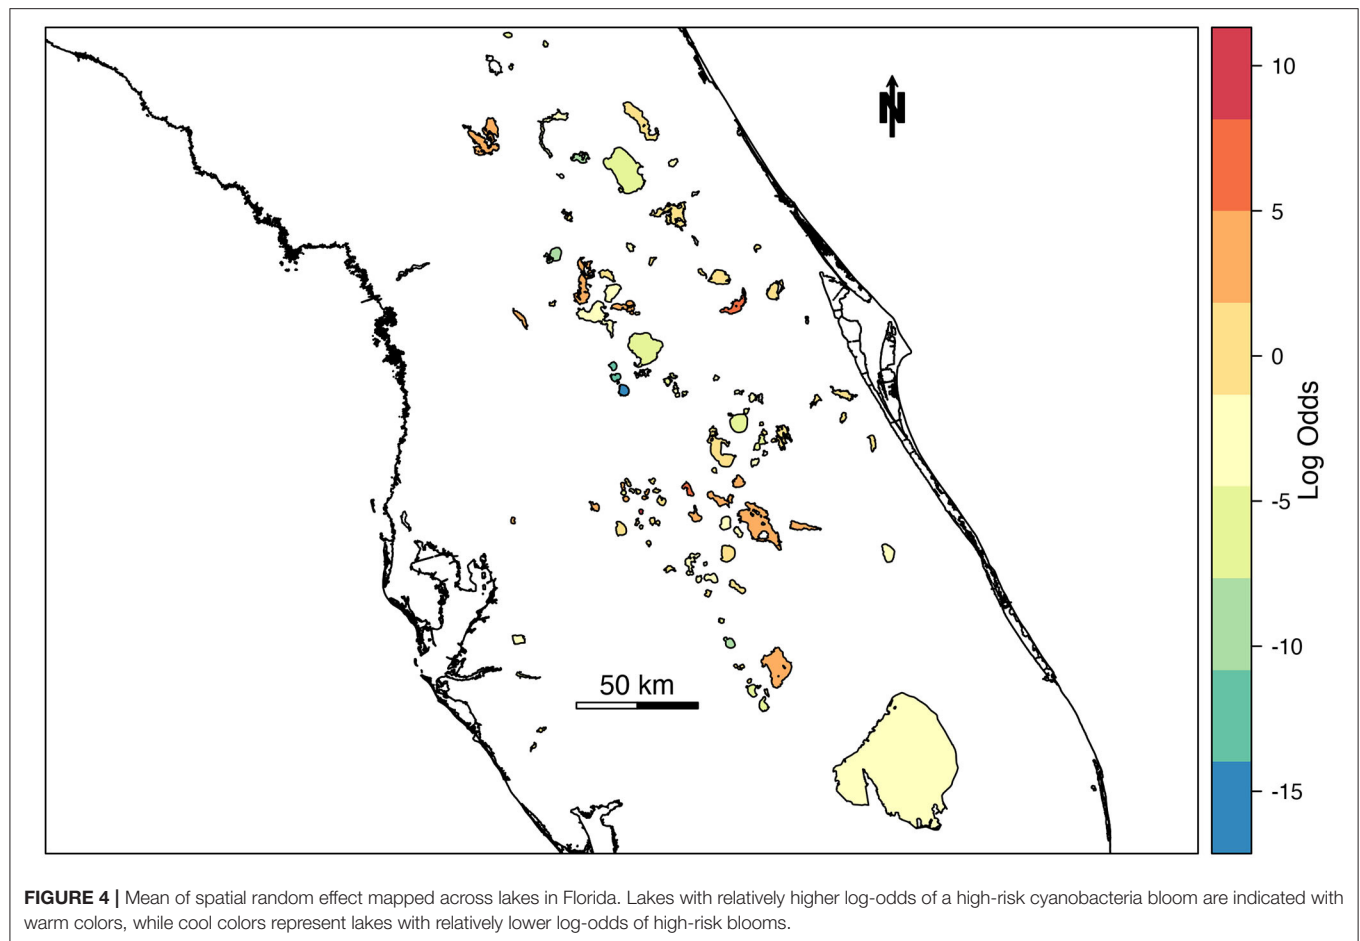 N
10
5
0
-5
-10
-15
Log Odds
50 km
FIGURE 4 | Mean of spatial random effect mapped across lakes in Florida. Lakes with relatively higher log-odds of a high-risk cyanobacteria bloom are indicated with
warm colors, while cool colors represent lakes with relatively lower log-odds of high-risk blooms.